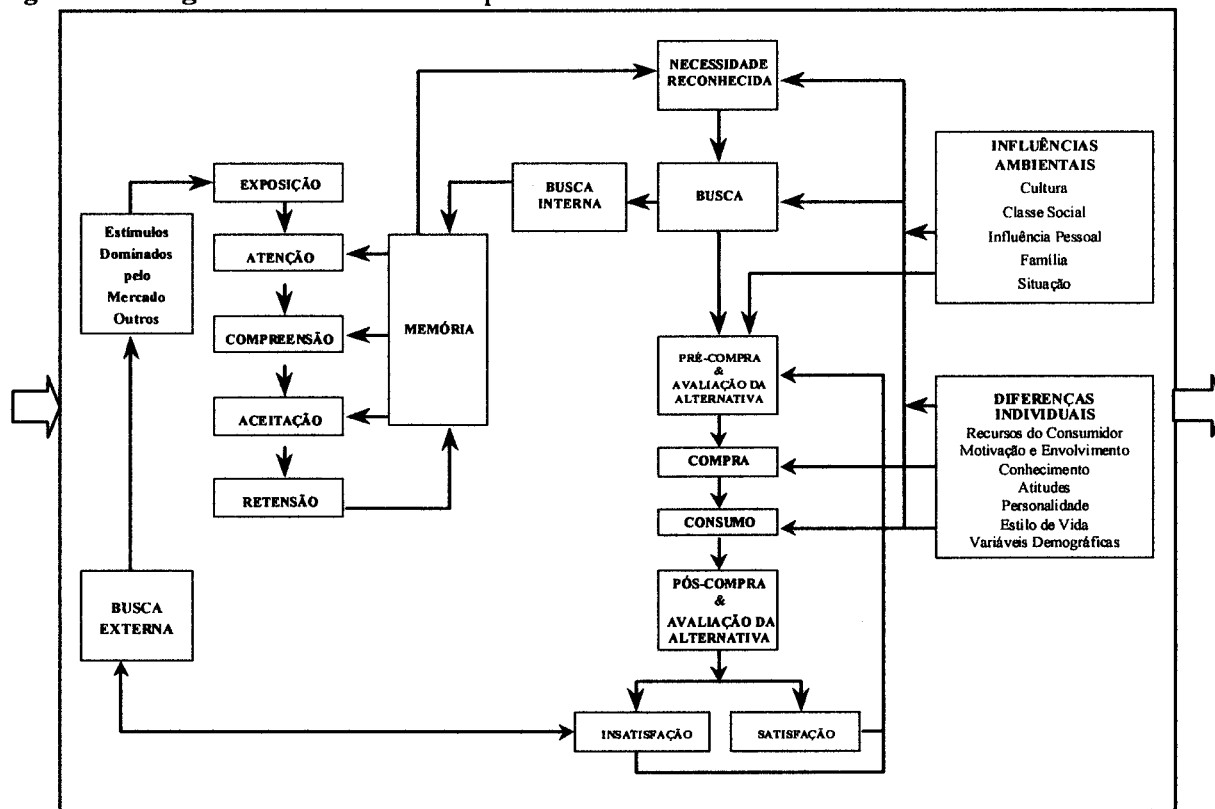 NECESSIDADE
RECONHECIDA
INFLUÊNCIAS
AMBIENTAIS
Cultura
Classe Social
Influência Pessoal
Família
Situação
EXPOSIÇÃO
BUSCA
INTERNA
BUSCA
Estímulos
Dominados
pelo
Mercado
Outros
ATENÇÃO
COMPREENSÃO
MEMÓRIA
ACEITAÇÃO
RETENSÃO
PRÉ-COMPRA
&
AVALIAÇÃO DA
ALTERNATIVA
DIFERENÇAS
INDIVIDUAIS
Recursos do Consumidor
Motivação e Envolvimento
Conhecimento
Atitudes
Personalidade
Estilo de Vida
Variáveis Demográficas
COMPRA
CONSUMO
PÓS-COMPRA
&
AVALIAÇÃO DA
ALTERNATIVA
BUSCA
EXTERNA
INSATISFAÇÃO
SATISFAÇÃO